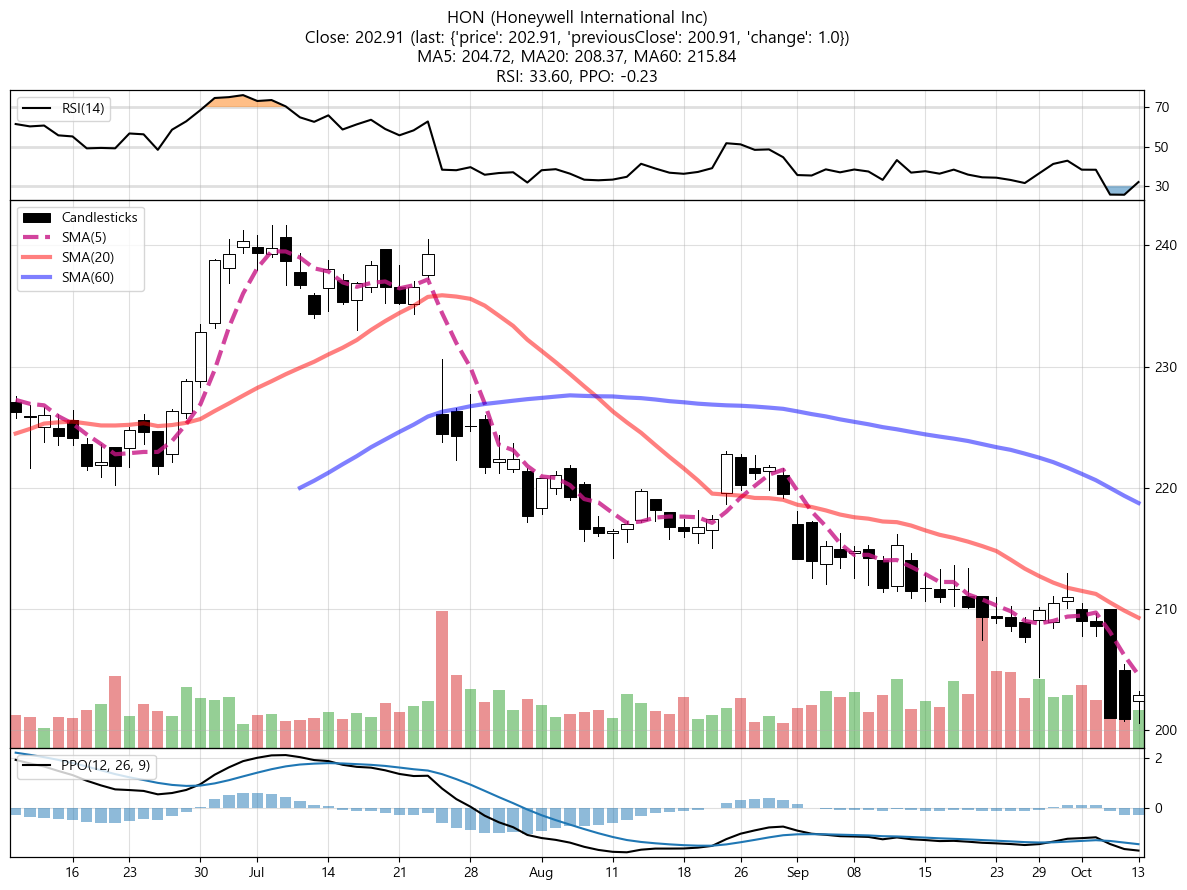 HON (Honeywell International Inc)
Close: 202.91 (last: {'price': 202.91, 'previousClose': 200.91, 'change': 1.0})
MA5: 204.72, MA20: 208.37, MA60: 215.84
RSI: 33.60, PPO: -0.23
RSI(14)
70
50
30
Candlesticks
SMA(5)
SMA(20)
SMA(60)
240
230
220
210
200
PPO(12, 26, 9)
2
0
16 23 30 Jul 14 21 28 Aug 11 18 26 Sep 08 15 23 29 Oct 13